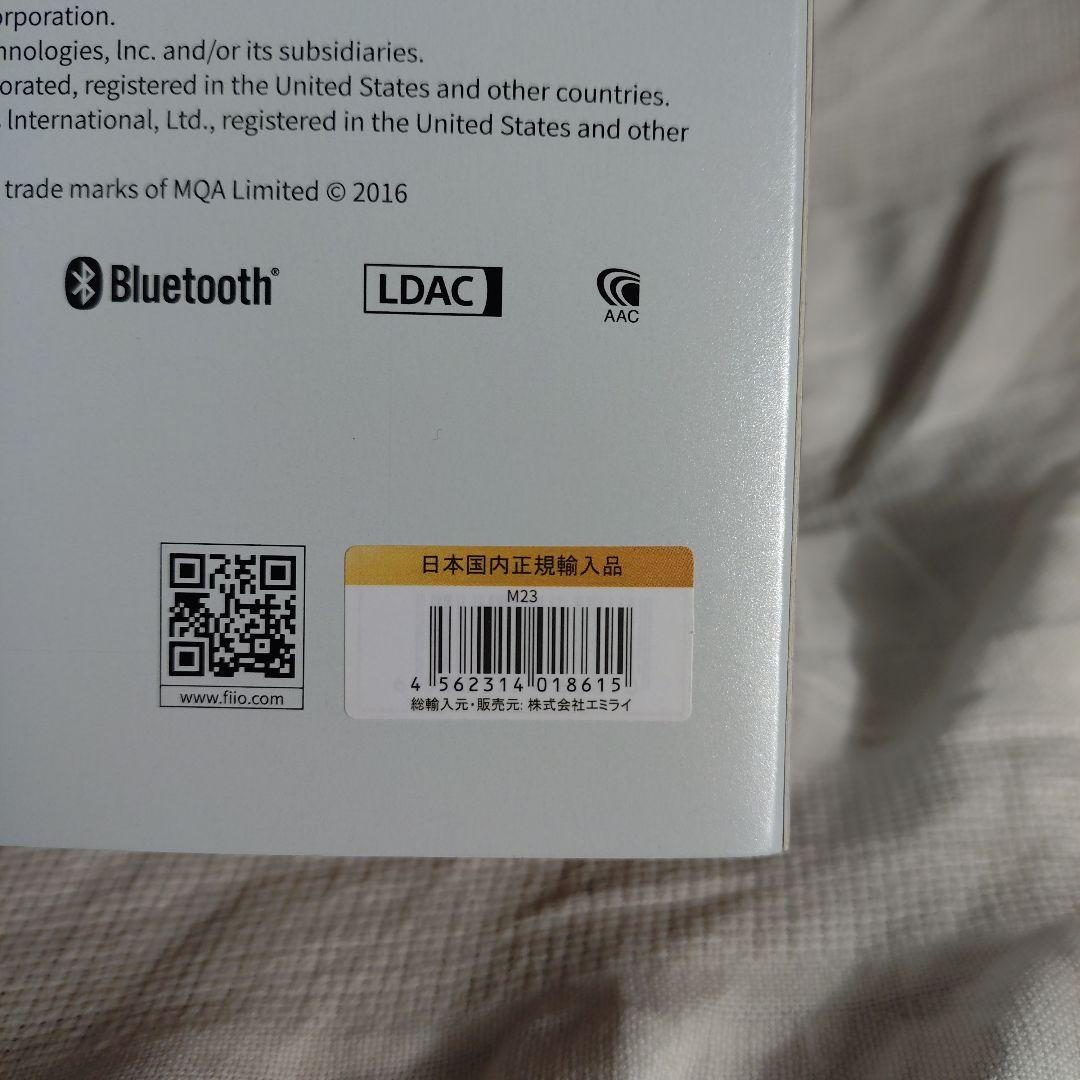 orporation.
hnologies, lnc. and/or its subsidiaries.
orated, registered in the United States and other countries.
International, Ltd., registered in the United States and other
trade marks of MQA Limited © 2016
Bluetooth®
LDAC
AAC
www.fiio.com
日本国内正規輸入品
M23
4 562314 018615
総輸入元・販売元: 株式会社エミライ